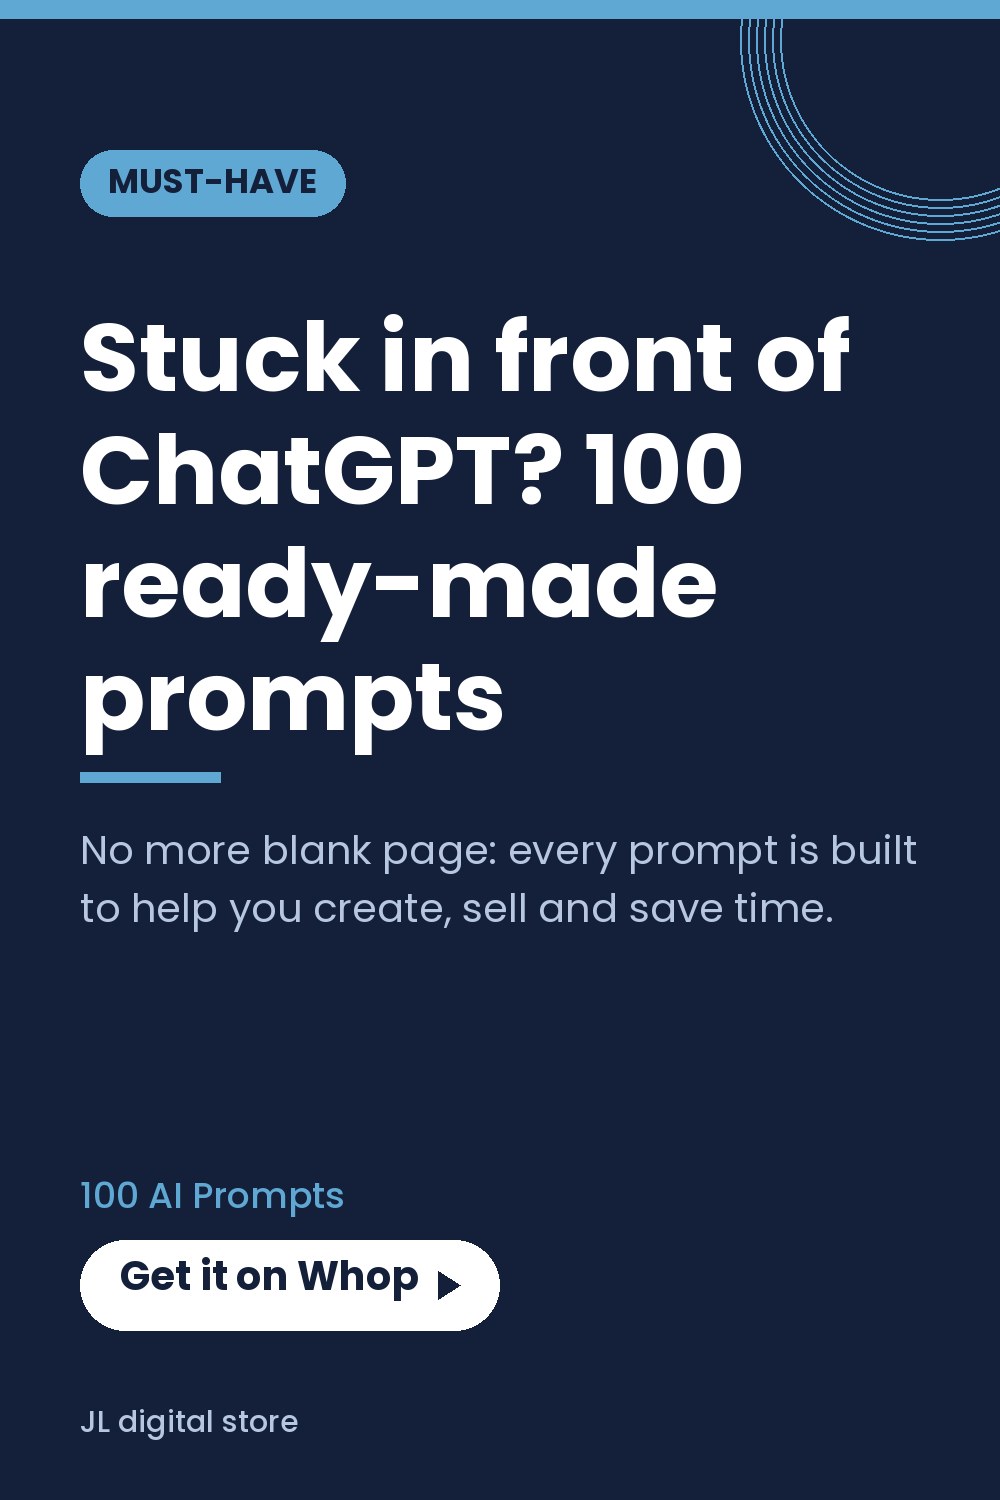 MUST-HAVE
Stuck in front of
ChatGPT? 100
ready-made
prompts
No more blank page: every prompt is built
to help you create, sell and save time.
100 AI Prompts
Get it on Whop
JL digital store